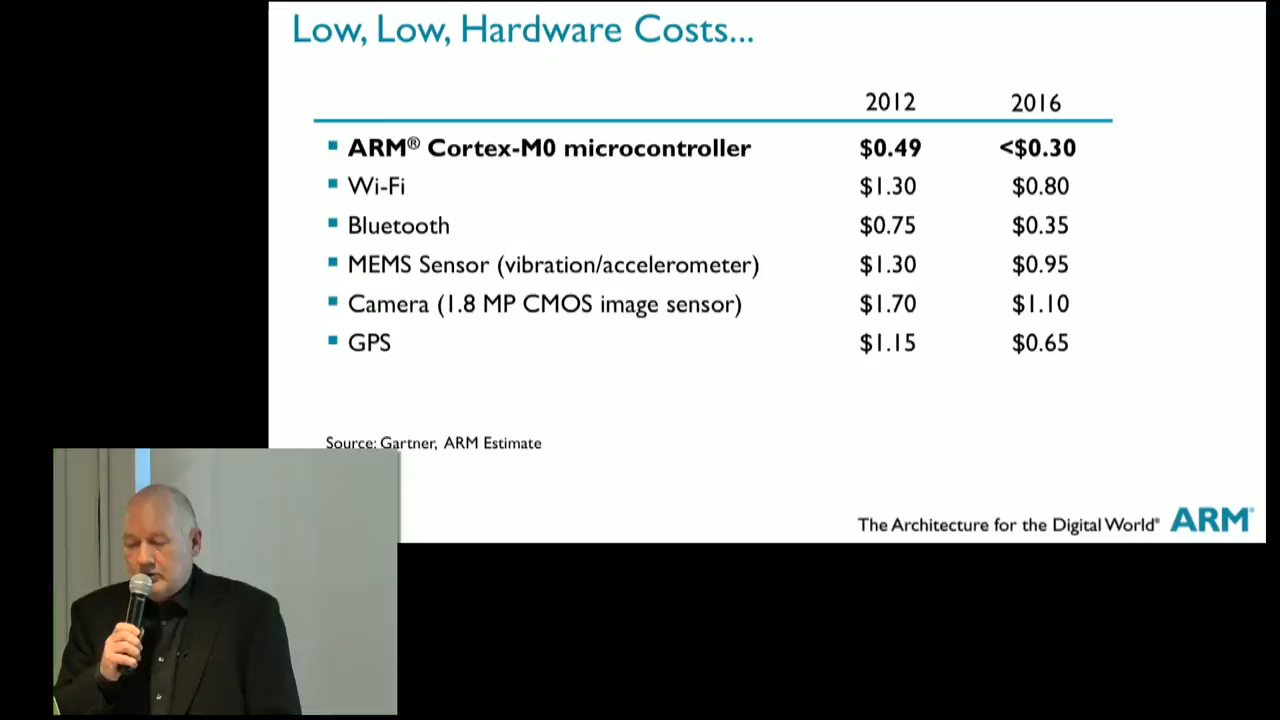 Low, Low, Hardware Costs...
2012 2016
▪ ARM® Cortex-M0 microcontroller $0.49 <$0.30
▪ Wi-Fi $1.30 $0.80
▪ Bluetooth $0.75 $0.35
▪ MEMS Sensor (vibration/accelerometer) $1.30 $0.95
▪ Camera (1.8 MP CMOS image sensor) $1.70 $1.10
▪ GPS $1.15 $0.65
Source: Gartner, ARM Estimate
The Architecture for the Digital World® ARM®